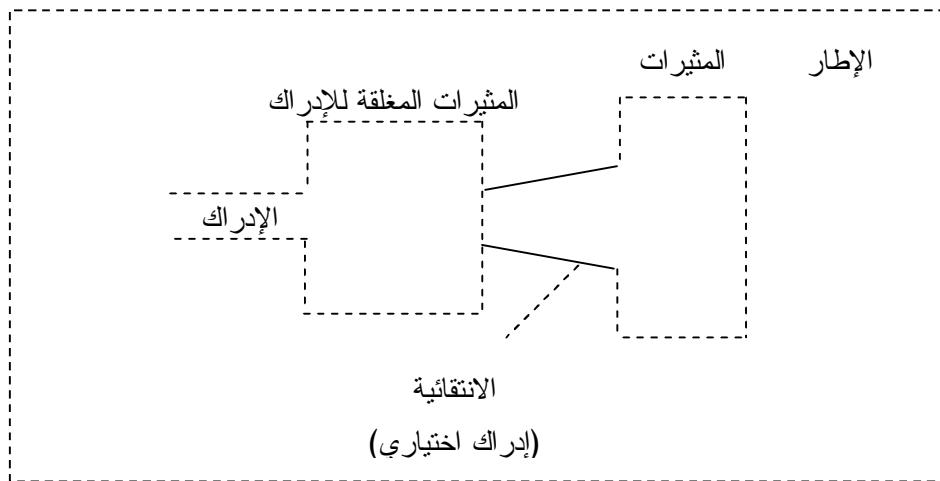 الإطار
المثيرات
المثيرات المغلقة للإدراك
الإدراك
الانتقائية
(إدراك اختياري)